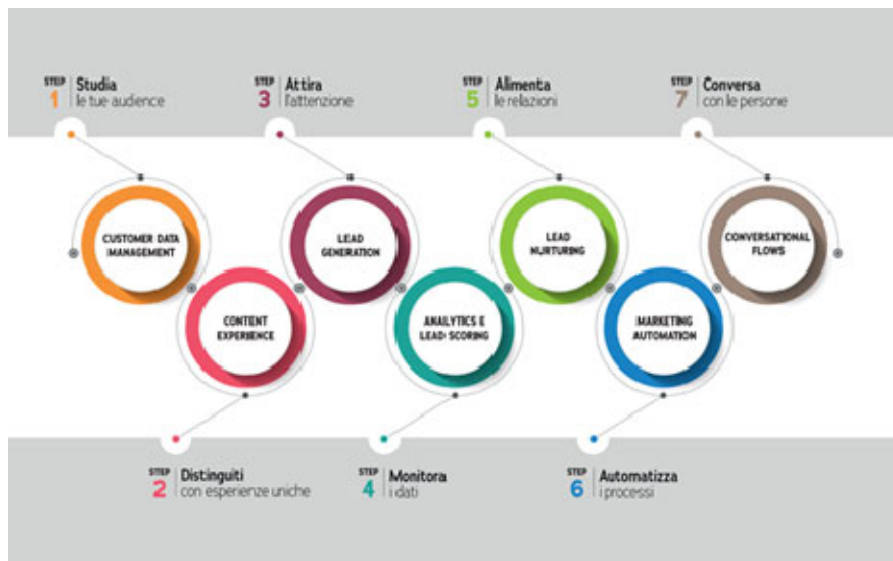 STEP 1 Studia
le tue audience
STEP 3 Attira
l'attenzione
STEP 5 Alimenta
le relazioni
STEP 7 Conversa
con le persone
CUSTOMER DATA
MANAGEMENT
LEAD
GENERATION
LEAD
NURTURING
CONVERSATIONAL
FLOWS
CONTENT
EXPERIENCE
ANALYTICS E
LEAD SCORING
MARKETING
AUTOMATION
STEP 2 Distinguiti
con esperienze uniche
STEP 4 Monitora
i dati
STEP 6 Automatizza
i processi